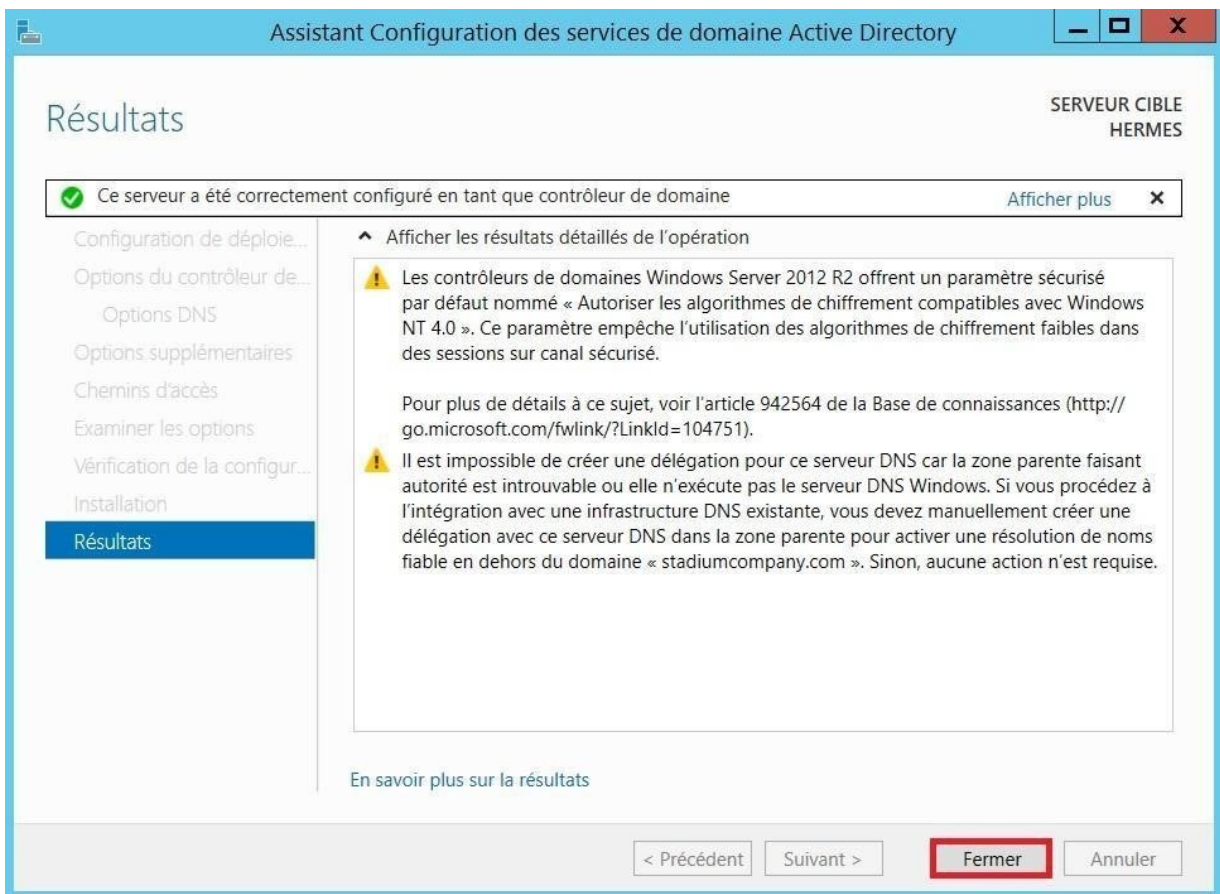 Assistant Configuration des services de domaine Active Directory
Résultats
SERVEUR CIBLE
HERMES
Ce serveur a été correctement configuré en tant que contrôleur de domaine
Afficher plus
Configuration de déploie...
Options du contrôleur de...
Options DNS
Options supplémentaires
Chemins d'accès
Examiner les options
Vérification de la configur...
Installation
Résultats
Afficher les résultats détaillés de l'opération
Les contrôleurs de domaines Windows Server 2012 R2 offrent un paramètre sécurisé
par défaut nommé « Autoriser les algorithmes de chiffrement compatibles avec Windows
NT 4.0 ». Ce paramètre empêche l'utilisation des algorithmes de chiffrement faibles dans
des sessions sur canal sécurisé.
Pour plus de détails à ce sujet, voir l'article 942564 de la Base de connaissances (http://
go.microsoft.com/fwlink/?LinkId=104751).
Il est impossible de créer une délégation pour ce serveur DNS car la zone parente faisant
autorité est introuvable ou elle n'exécute pas le serveur DNS Windows. Si vous procédez à
l'intégration avec une infrastructure DNS existante, vous devez manuellement créer une
délégation avec ce serveur DNS dans la zone parente pour activer une résolution de noms
fiable en dehors du domaine « stadiumcompany.com ». Sinon, aucune action n'est requise.
En savoir plus sur la résultats
< Précédent
Suivant >
Fermer
Annuler